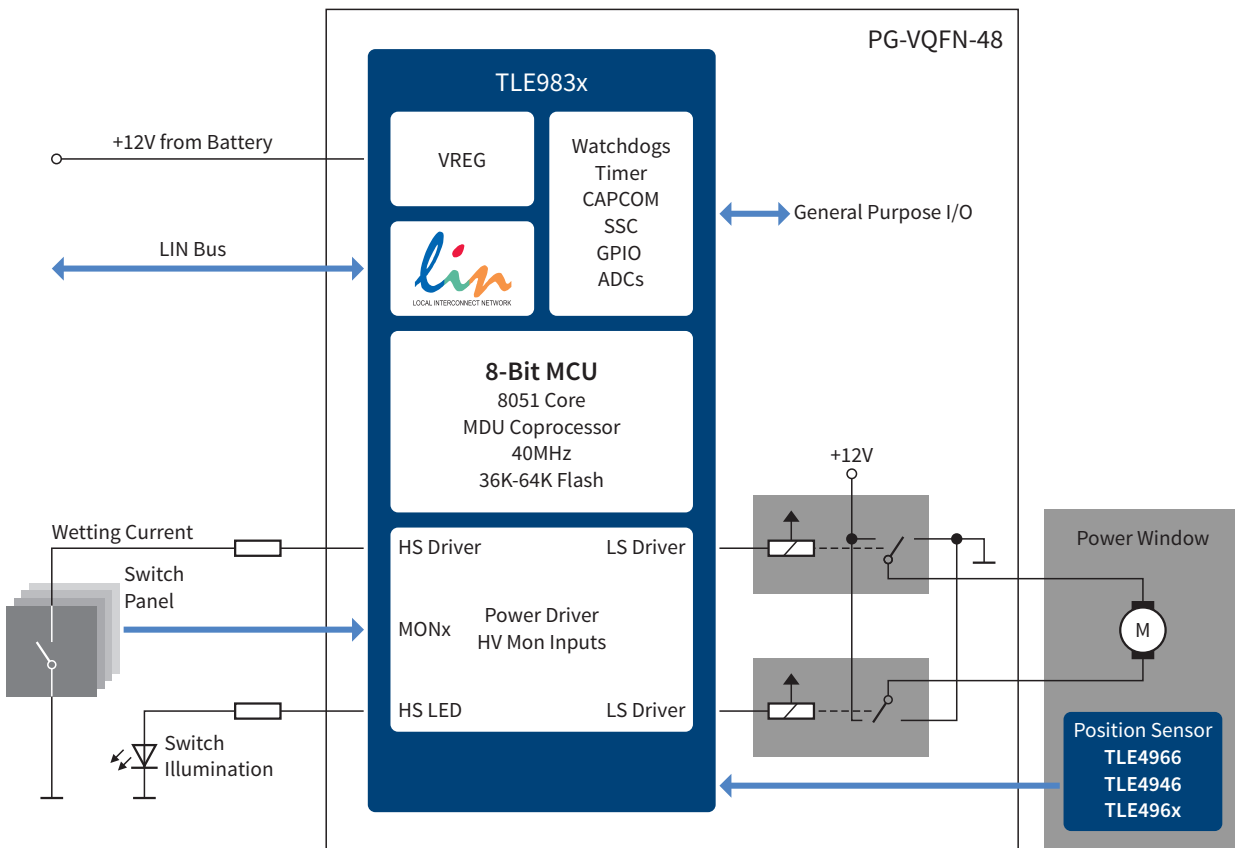 PG-VQFN-48
TLE983x
+12V from Battery
VREG
Watchdogs
Timer
CAPCOM
SSC
GPIO
ADCs
General Purpose I/O
LIN Bus
lin
LOCAL INTERCONNECT NETWORK
8-Bit MCU
8051 Core
MDU Coprocessor
40MHz
36K-64K Flash
+12V
Wetting Current
Switch
Panel
HS Driver
LS Driver
MONx
Power Driver
HV Mon Inputs
HS LED
LS Driver
Switch
Illumination
Power Window
M
Position Sensor
TLE4966
TLE4946
TLE496x